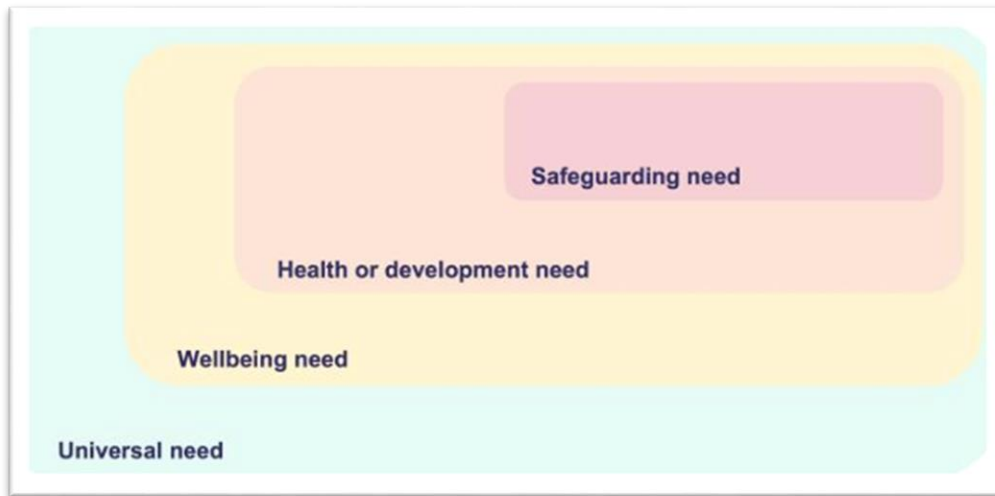 Safeguarding need
Health or development need
Wellbeing need
Universal need